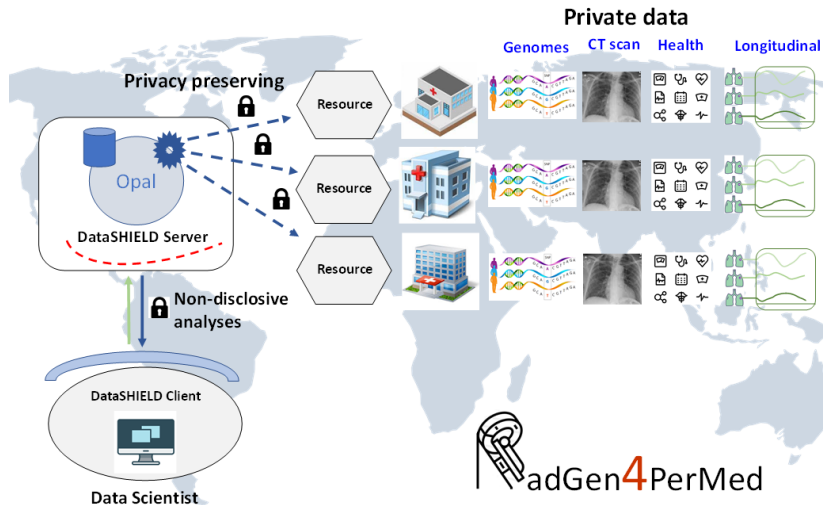 Private data
Genomes
CT scan
Health
Longitudinal
Privacy preserving
Resource
Resource
Resource
Opal
DataSHIELD Server
Non-disclosive
analyses
DataSHIELD Client
Data Scientist
RadGen4PerMed